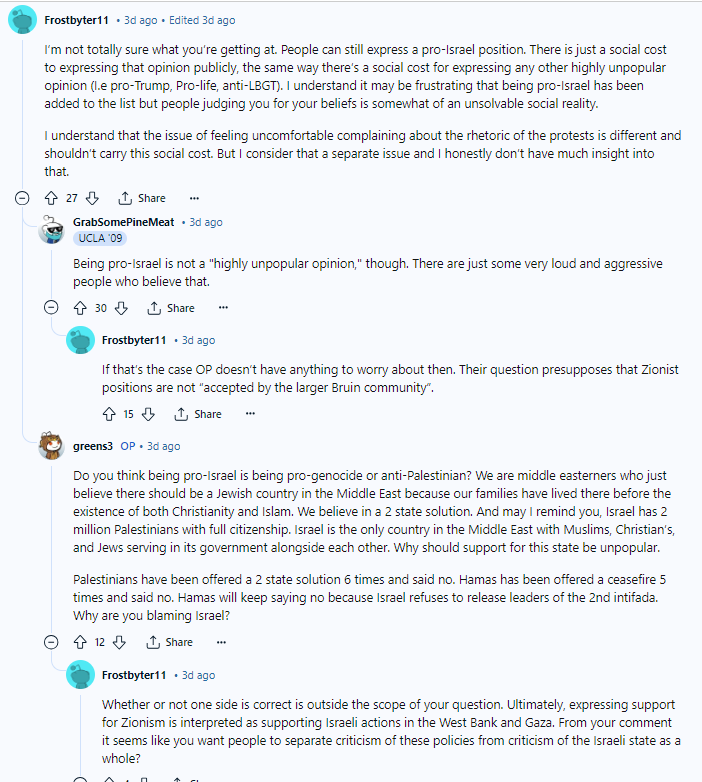 Frostbyter11 • 3d ago • Edited 3d ago
I'm not totally sure what you're getting at. People can still express a pro-Israel position. There is just a social cost
to expressing that opinion publicly, the same way there's a social cost for expressing any other highly unpopular
opinion (I.e pro-Trump, Pro-life, anti-LBGT). I understand it may be frustrating that being pro-Israel has been
added to the list but people judging you for your beliefs is somewhat of an unsolvable social reality.
I understand that the issue of feeling uncomfortable complaining about the rhetoric of the protests is different and
shouldn't carry this social cost. But I consider that a separate issue and I honestly don't have much insight into
that.
27 Share ...
GrabSomePineMeat • 3d ago
UCLA '09
Being pro-Israel is not a "highly unpopular opinion," though. There are just some very loud and aggressive
people who believe that.
30 Share ...
Frostbyter11 • 3d ago
If that's the case OP doesn't have anything to worry about then. Their question presupposes that Zionist
positions are not “accepted by the larger Bruin community”.
15 Share ...
greens3 OP • 3d ago
Do you think being pro-Israel is being pro-genocide or anti-Palestinian? We are middle easterners who just
believe there should be a Jewish country in the Middle East because our families have lived there before the
existence of both Christianity and Islam. We believe in a 2 state solution. And may I remind you, Israel has 2
million Palestinians with full citizenship. Israel is the only country in the Middle East with Muslims, Christian's,
and Jews serving in its government alongside each other. Why should support for this state be unpopular.
Palestinians have been offered a 2 state solution 6 times and said no. Hamas has been offered a ceasefire 5
times and said no. Hamas will keep saying no because Israel refuses to release leaders of the 2nd intifada.
Why are you blaming Israel?
12 Share ...
Frostbyter11 • 3d ago
Whether or not one side is correct is outside the scope of your question. Ultimately, expressing support
for Zionism is interpreted as supporting Israeli actions in the West Bank and Gaza. From your comment
it seems like you want people to separate criticism of these policies from criticism of the Israeli state as a
whole?